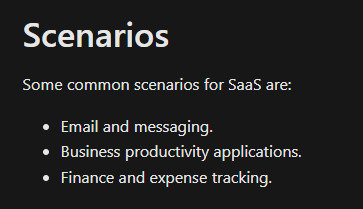 Scenarios
Some common scenarios for SaaS are:
• Email and messaging.
• Business productivity applications.
• Finance and expense tracking.